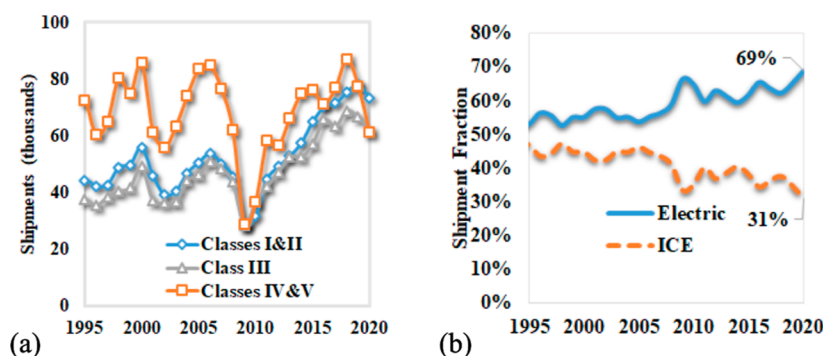 100
80
60
40
20
0
Shipments (thousands)
Classes I&II
Class III
Classes IV&V
1995 2000 2005 2010 2015 2020
(a)
80%
70%
60%
50%
40%
30%
20%
10%
0%
Shipment Fraction
69%
31%
Electric
ICE
1995 2000 2005 2010 2015 2020
(b)